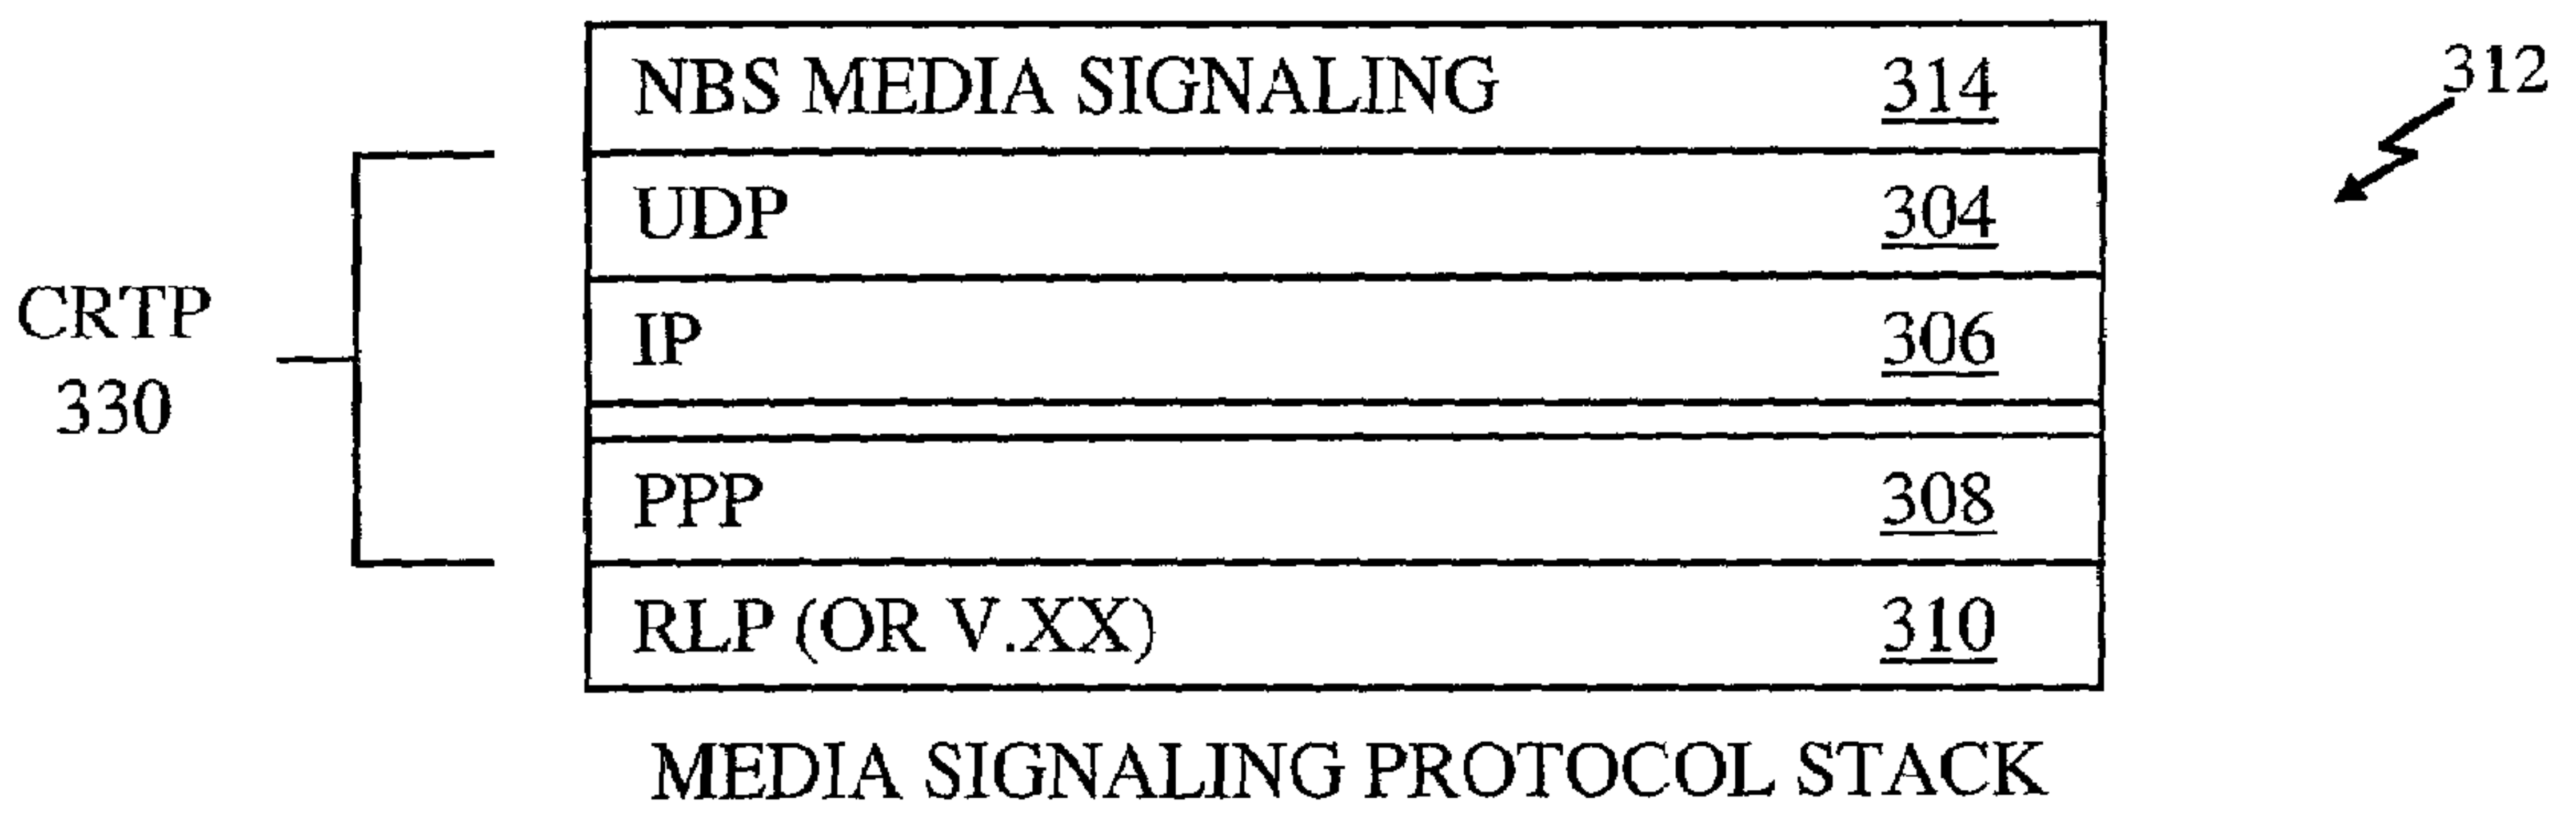 NBS MEDIA SIGNALING 314
312
UDP 304
CRTP
330
IP 306
PPP 308
RLP (OR V.XX) 310
MEDIA SIGNALING PROTOCOL STACK